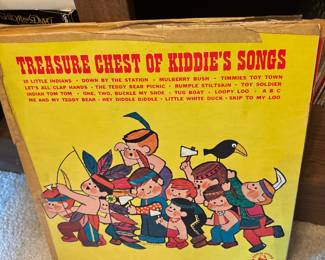 TREASURE CHEST OF KIDDIE'S SONGS
10 LITTLE INDIANS • DOWN BY THE STATION • MULBERRY BUSH • TIMMIES TOY TOWN
LET'S ALL CLAP HANDS • THE TEDDY BEAR PICNIC • RUMPLE STILTSKIN • TOY SOLDIER
INDIAN TOM TOM • ONE, TWO, BUCKLE MY SHOE • TUG BOAT • LOOPY LOO • A B C
ME AND MY TEDDY BEAR • HEY DIDDLE DIDDLE • LITTLE WHITE DUCK • SKIP TO MY LOO